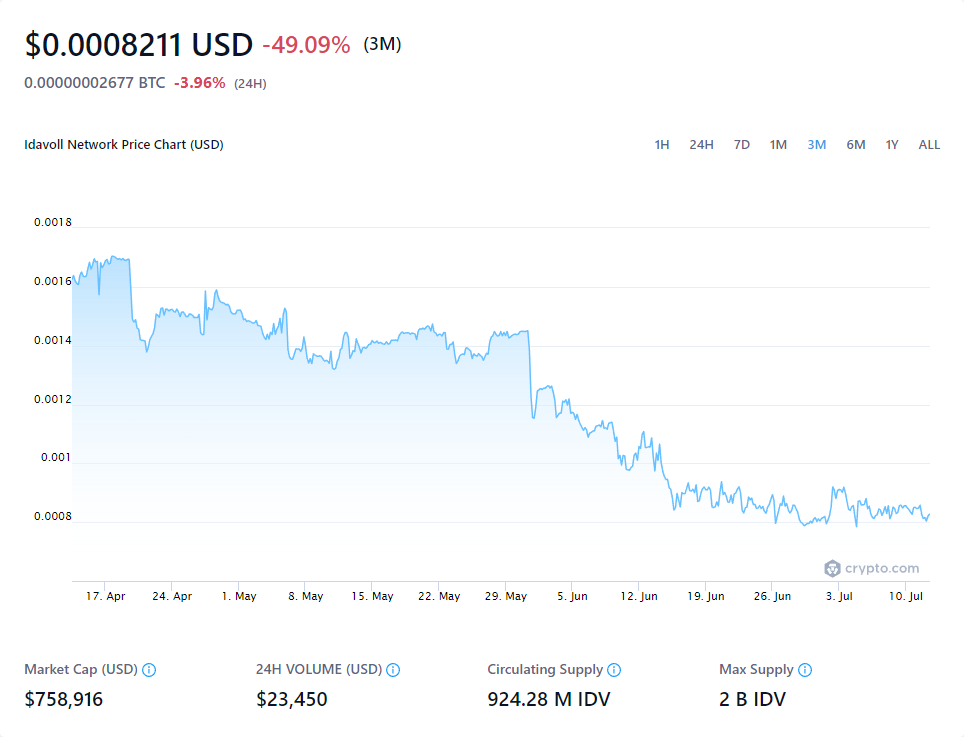 $0.0008211 USD -49.09% (3M)
0.00000002677 BTC -3.96% (24H)
Idavoll Network Price Chart (USD)
1H 24H 7D 1M 3M 6M 1Y ALL
0.0018
0.0016
0.0014
0.0012
0.001
0.0008
crypto.com
17. Apr 24. Apr 1. May 8. May 15. May 22. May 29. May 5. Jun 12. Jun 19. Jun 26. Jun 3. Jul 10. Jul
Market Cap (USD) 24H VOLUME (USD) Circulating Supply Max Supply
$758,916 $23,450 924.28 M IDV 2 B IDV